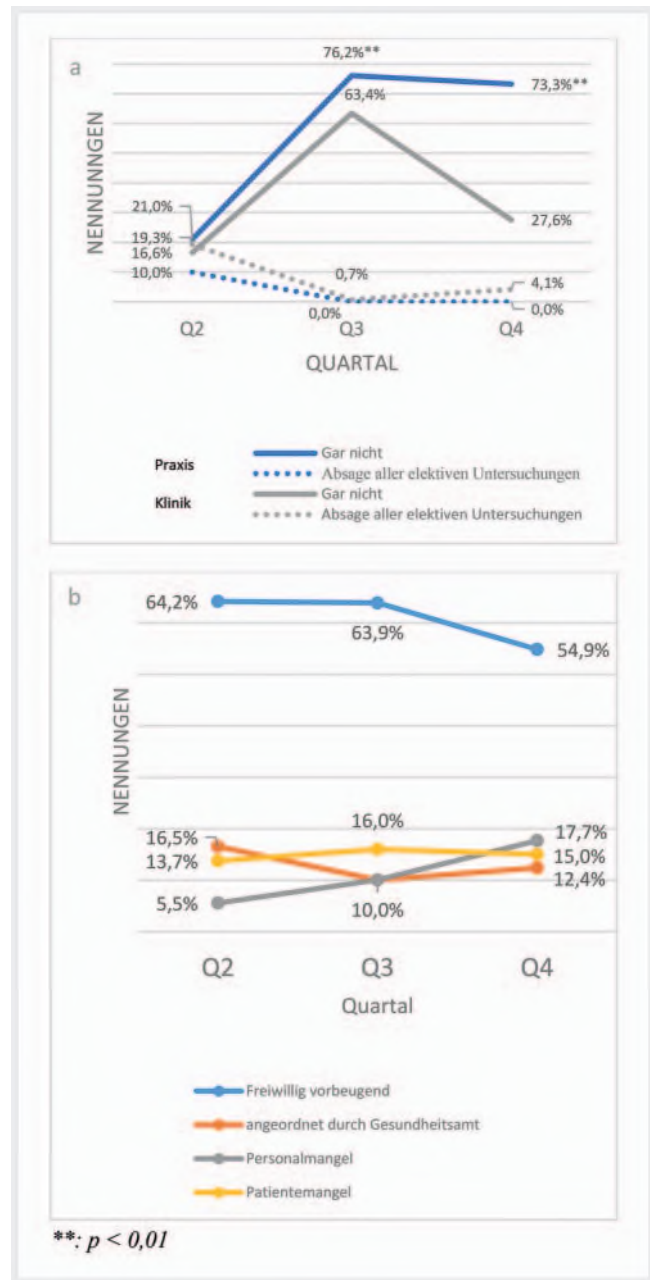 a
76,2%**
63,4%
73,3%**
NENNUNNGEN
21,0%
19,3%
16,6%
27,6%
10,0%
0,7%
4,1%
0,0%
0,0%
Q2 Q3 Q4
QUARTAL
Praxis Gar nicht
Absage aller elektiven Untersuchungen
Klinik Gar nicht
Absage aller elektiven Untersuchungen
b
64,2%
63,9%
54,9%
NENNUNGEN
16,5%
16,0%
17,7%
13,7%
15,0%
12,4%
5,5%
10,0%
Q2 Q3 Q4
Quartal
Freiwillig vorbeugend
angeordnet durch Gesundheitsamt
Personalmangel
Patientemangel
**: p < 0,01